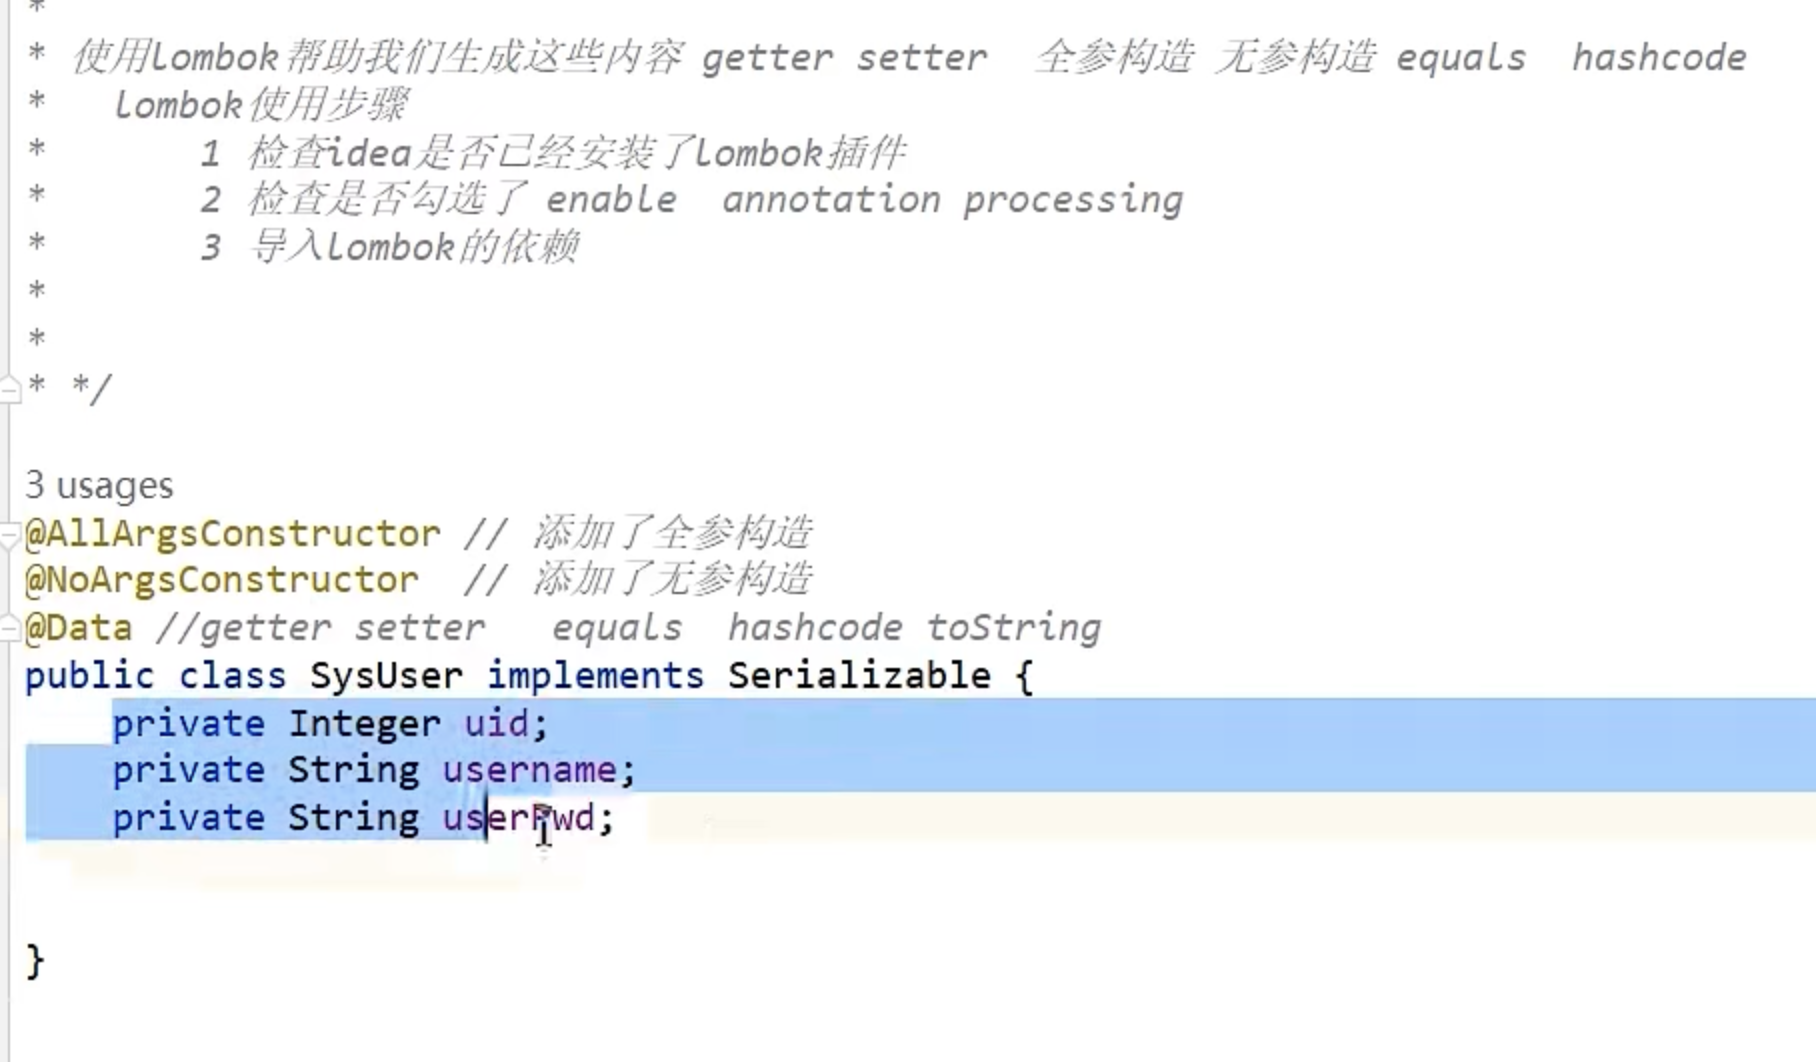 *
* 使用lombok帮助我们生成这些内容 getter setter 全参构造 无参构造 equals hashcode
* lombok使用步骤
* 1 检查idea是否已经安装了lombok插件
* 2 检查是否勾选了 enable annotation processing
* 3 导入lombok的依赖
*
*
* */
3 usages
@AllArgsConstructor // 添加了全参构造
@NoArgsConstructor // 添加了无参构造
@Data //getter setter equals hashcode toString
public class SysUser implements Serializable {
private Integer uid;
private String username;
private String userPwd;
}